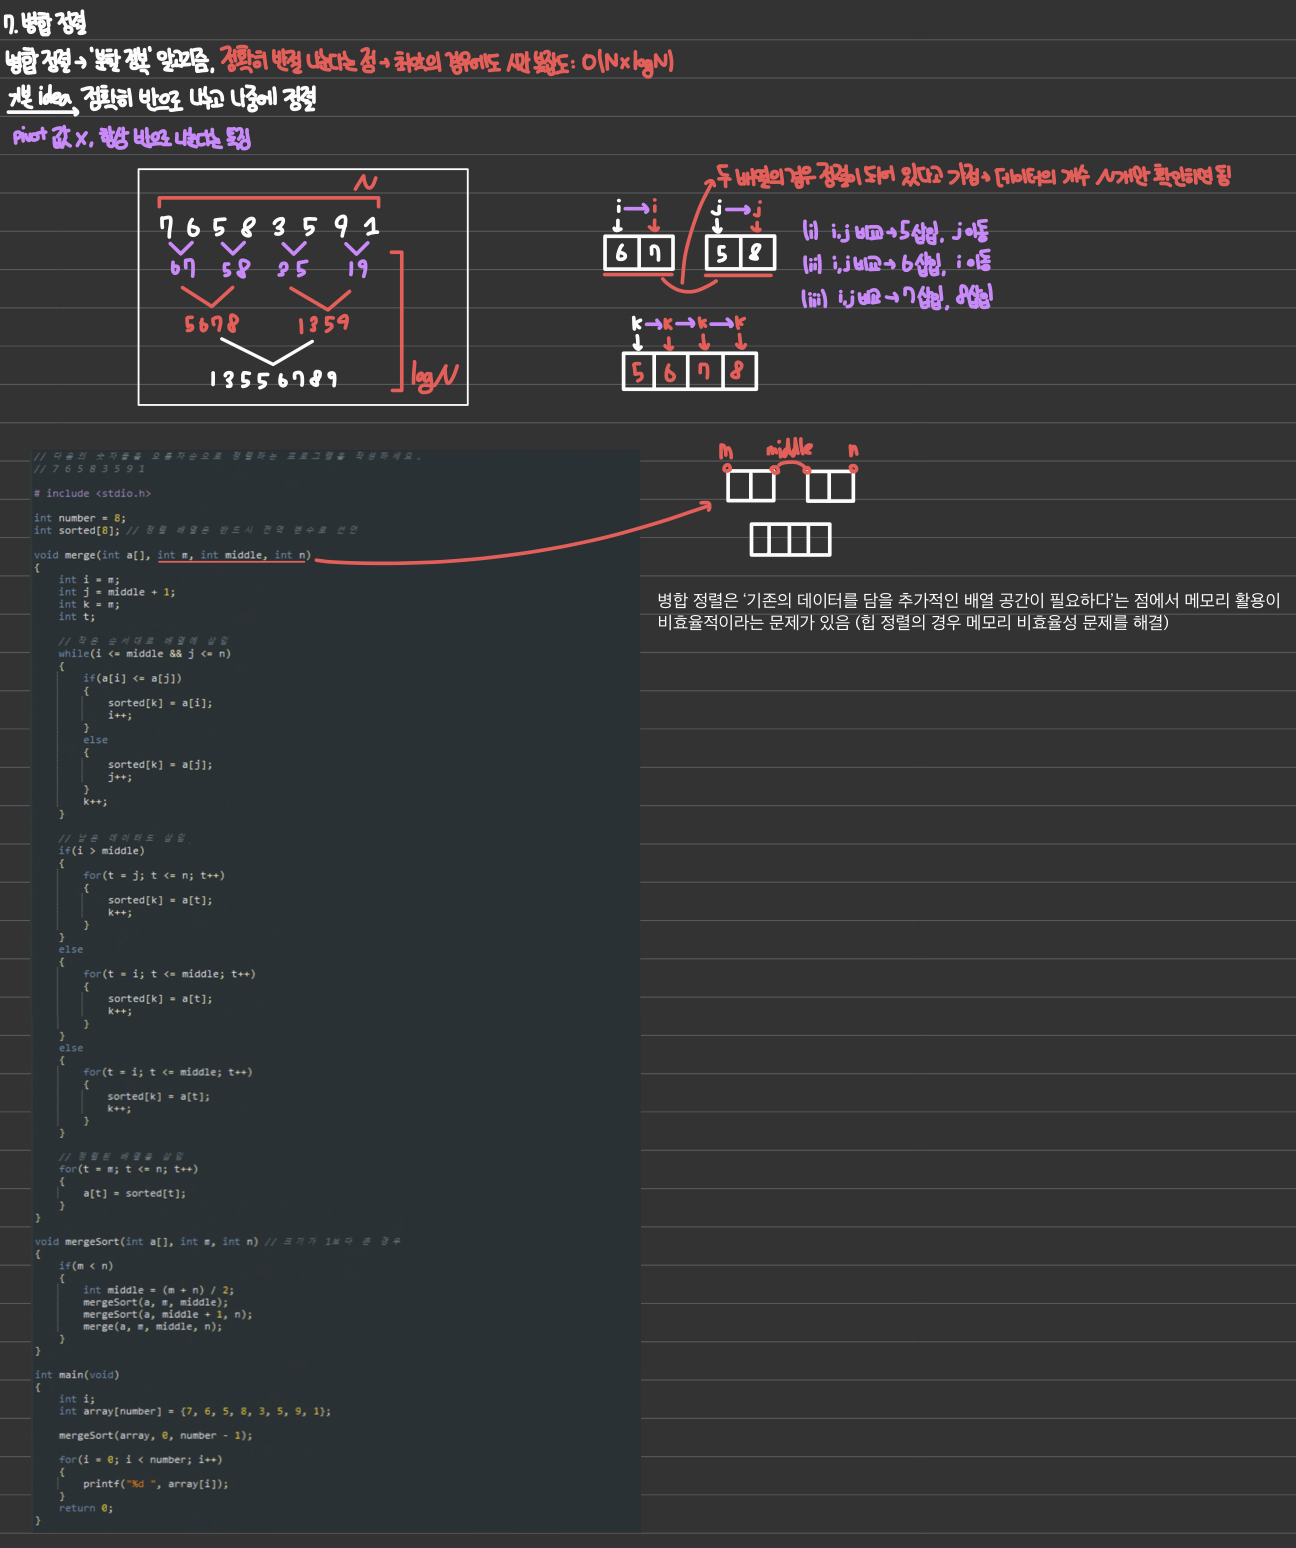 7. 병합 정렬
병합 정렬 → '분할 정복' 알고리즘, 정확히 반절 나눈다는 점 → 최악의 경우에도 시간 복잡도: O(N×logN)
기본 idea 정확히 반으로 나누고 나중에 정렬
pivot 값 X, 항상 반으로 나눈다는 특징
N
7 6 5 8 3 5 9 1
67 58 35 19
5678 1359
13556789
logN
두 배열의 경우 정렬이 되어 있다고 가정 → 데이터의 개수 N개만 확인하면 됨
i → i j → j
6 7 5 8
(i) i, j 비교 → 5 삽입, j 이동
(ii) i, j 비교 → 6 삽입, i 이동
(iii) i, j 비교 → 7 삽입, 8 삽입
k → k → k → k
5 6 7 8
// 다음의 숫자들을 오름차순으로 정렬하는 프로그램을 작성하세요.
// 7 6 5 8 3 5 9 1
# include <stdio.h>
int number = 8;
int sorted[8]; // 정렬 배열은 반드시 전역 변수로 선언
void merge(int a[], int m, int middle, int n)
{
int i = m;
int j = middle + 1;
int k = m;
int t;
// 작은 순서대로 배열에 삽입
while(i <= middle && j <= n)
{
if(a[i] <= a[j])
{
sorted[k] = a[i];
i++;
}
else
{
sorted[k] = a[j];
j++;
}
k++;
}
// 남은 데이터도 삽입
if(i > middle)
{
for(t = j; t <= n; t++)
{
sorted[k] = a[t];
k++;
}
}
else
{
for(t = i; t <= middle; t++)
{
sorted[k] = a[t];
k++;
}
}
else
{
for(t = i; t <= middle; t++)
{
sorted[k] = a[t];
k++;
}
}
// 정렬된 배열을 삽입
for(t = m; t <= n; t++)
{
a[t] = sorted[t];
}
}
void mergeSort(int a[], int m, int n) // 크기가 1보다 큰 경우
{
if(m < n)
{
int middle = (m + n) / 2;
mergeSort(a, m, middle);
mergeSort(a, middle + 1, n);
merge(a, m, middle, n);
}
}
int main(void)
{
int i;
int array[number] = {7, 6, 5, 8, 3, 5, 9, 1};
mergeSort(array, 0, number - 1);
for(i = 0; i < number; i++)
{
printf("%d ", array[i]);
}
return 0;
}
m middle n
병합 정렬은 ‘기존의 데이터를 담을 추가적인 배열 공간이 필요하다’는 점에서 메모리 활용이
비효율적이라는 문제가 있음 (힙 정렬의 경우 메모리 비효율성 문제를 해결)